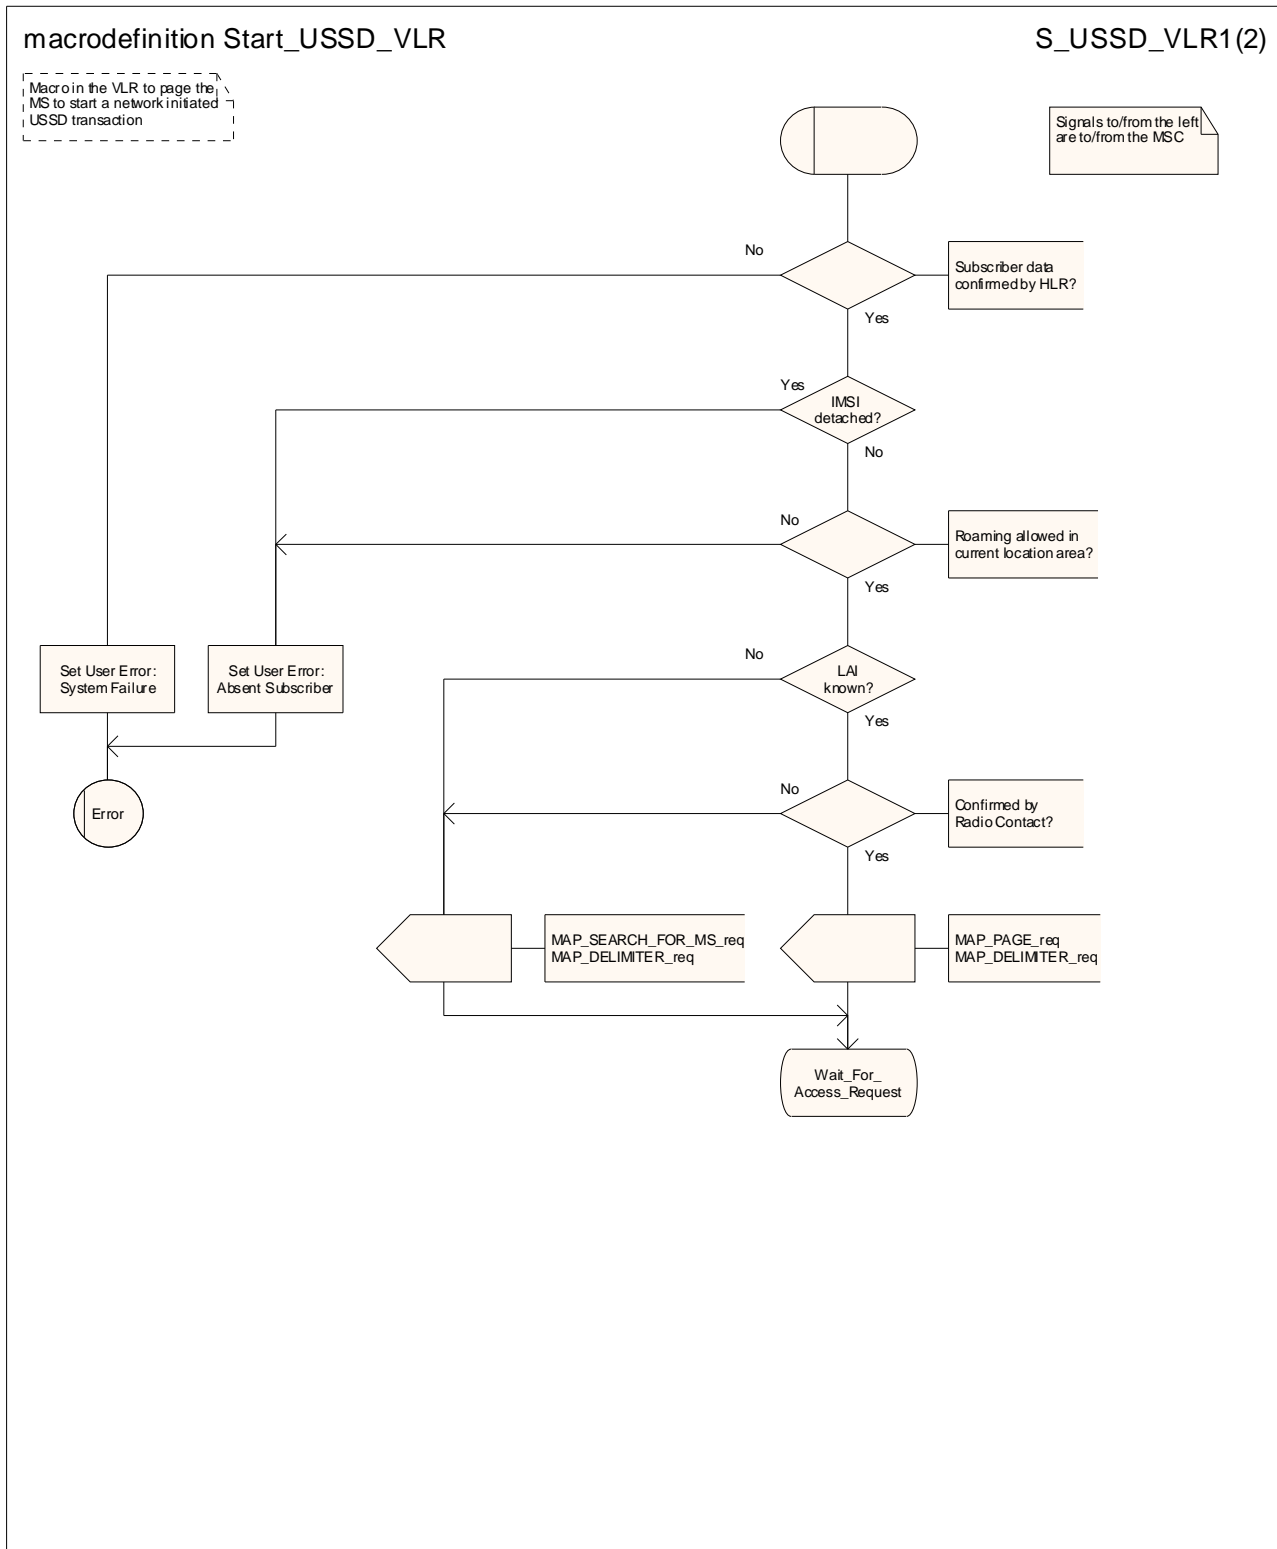 macrodefinition Start_USSD_VLR
S_USSD_VLR1(2)
Macro in the VLR to page the
MS to start a network initiated
USSD transaction
Signals to/from the left
are to/from the MSC
No
Subscriber data
confirmed by HLR?
Yes
Yes
IMSI
detached?
No
No
Roaming allowed in
current location area?
Yes
Set User Error:
System Failure
Set User Error:
Absent Subscriber
No
LAI
known?
Yes
No
Confirmed by
Radio Contact?
Error
Yes
MAP_SEARCH_FOR_MS_req
MAP_DELIMITER_req
MAP_PAGE_req
MAP_DELIMITER_req
Wait_For_
Access_Request